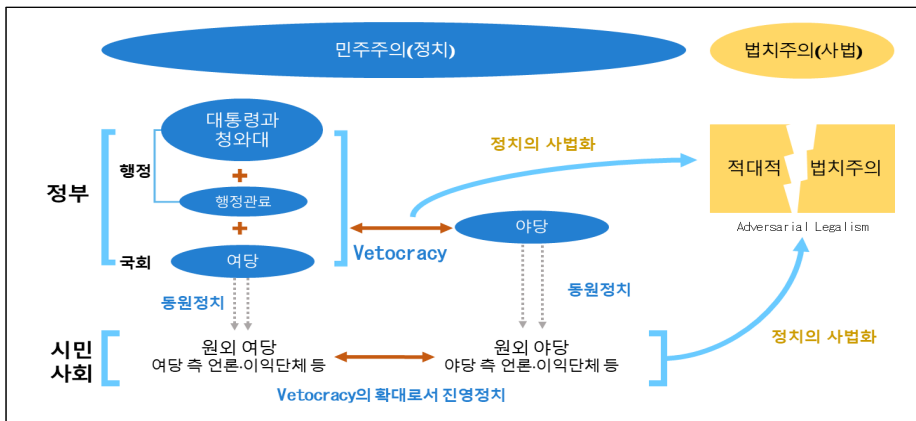 민주주의(정치)
법치주의(사법)
대통령과
청와대
정치의 사법화
행정
적대적
법치주의
정부
+
행정관료
+
야당
Adversarial Legalism
Vetocracy
국회
여당
동원정치
동원정치
시민
사회
원외 여당
여당 측 언론·이익단체 등
원외 야당
야당 측 언론·이익단체 등
정치의 사법화
Vetocracy의 확대로서 진영정치